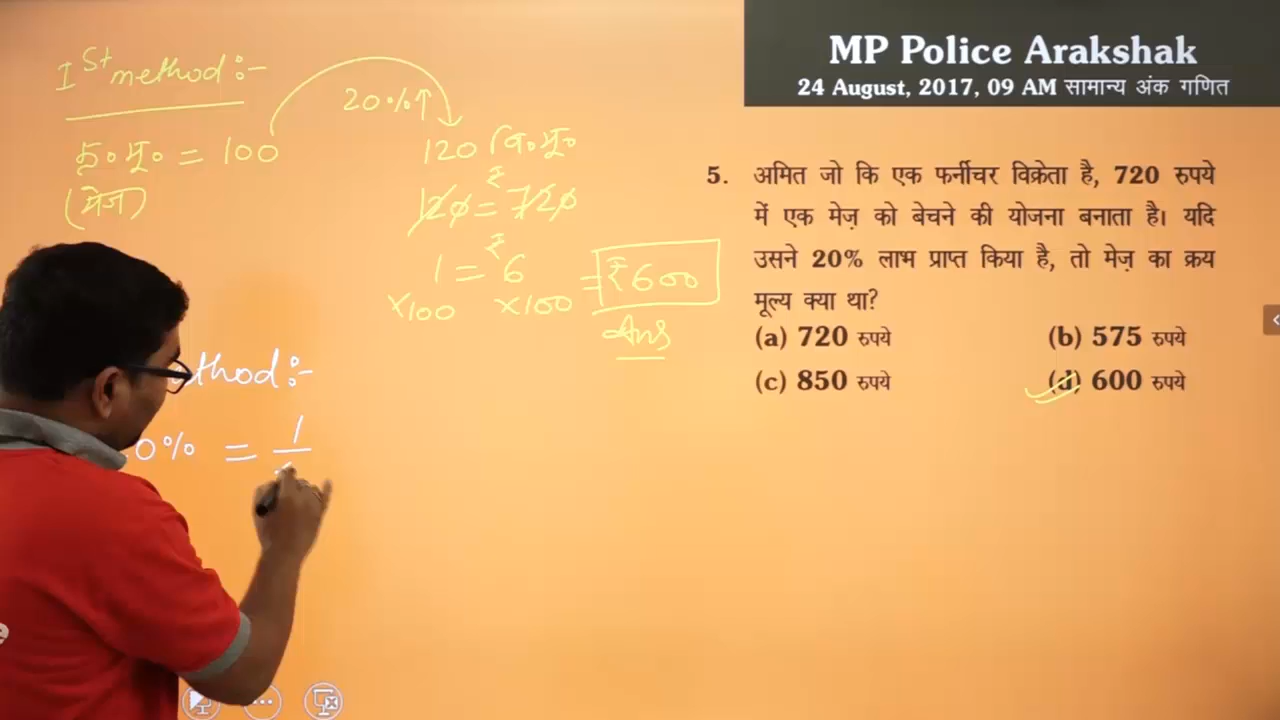 Ist method:-
20%↑
क्र० मू० = 100
(मेज)
120 वि० मू०
120 = ₹720
1 = ₹6 = ₹600
×100 ×100
Ans
thod:-
0% = 1
MP Police Arakshak
24 August, 2017, 09 AM सामान्य अंक गणित
5. अमित जो कि एक फर्नीचर विक्रेता है, 720 रुपये
में एक मेज़ को बेचने की योजना बनाता है। यदि
उसने 20% लाभ प्राप्त किया है, तो मेज़ का क्रय
मूल्य क्या था?
(a) 720 रुपये (b) 575 रुपये
(c) 850 रुपये (d) 600 रुपये